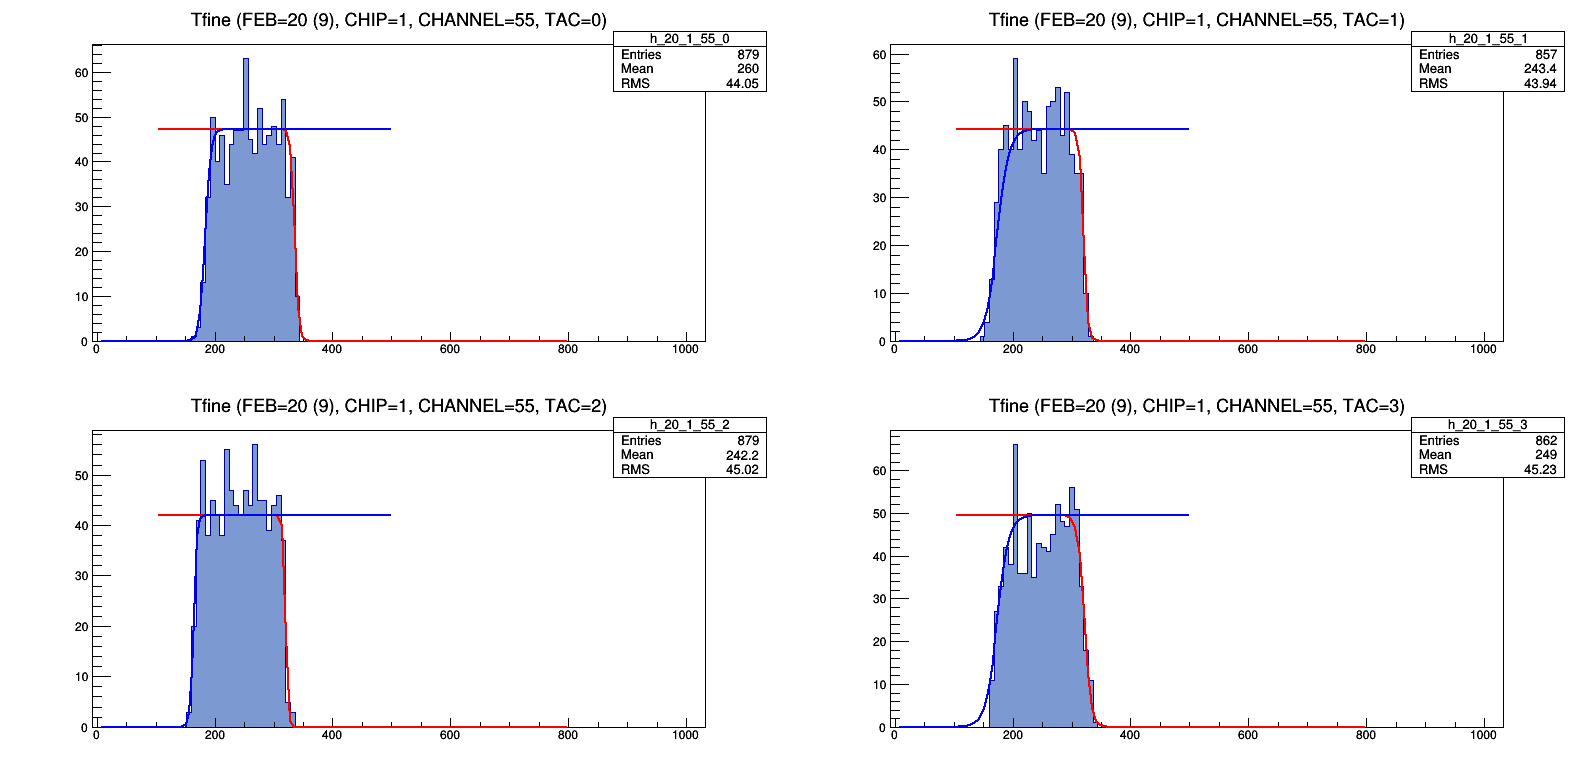 Tfine (FEB=20 (9), CHIP=1, CHANNEL=55, TAC=0)
h_20_1_55_0
Entries 879
Mean 260
RMS 44.05
60
50
40
30
20
10
0
0 200 400 600 800 1000
Tfine (FEB=20 (9), CHIP=1, CHANNEL=55, TAC=1)
h_20_1_55_1
Entries 857
Mean 243.4
RMS 43.94
60
50
40
30
20
10
0
0 200 400 600 800 1000
Tfine (FEB=20 (9), CHIP=1, CHANNEL=55, TAC=2)
h_20_1_55_2
Entries 879
Mean 242.2
RMS 45.02
50
40
30
20
10
0
0 200 400 600 800 1000
Tfine (FEB=20 (9), CHIP=1, CHANNEL=55, TAC=3)
h_20_1_55_3
Entries 862
Mean 249
RMS 45.23
60
50
40
30
20
10
0
0 200 400 600 800 1000